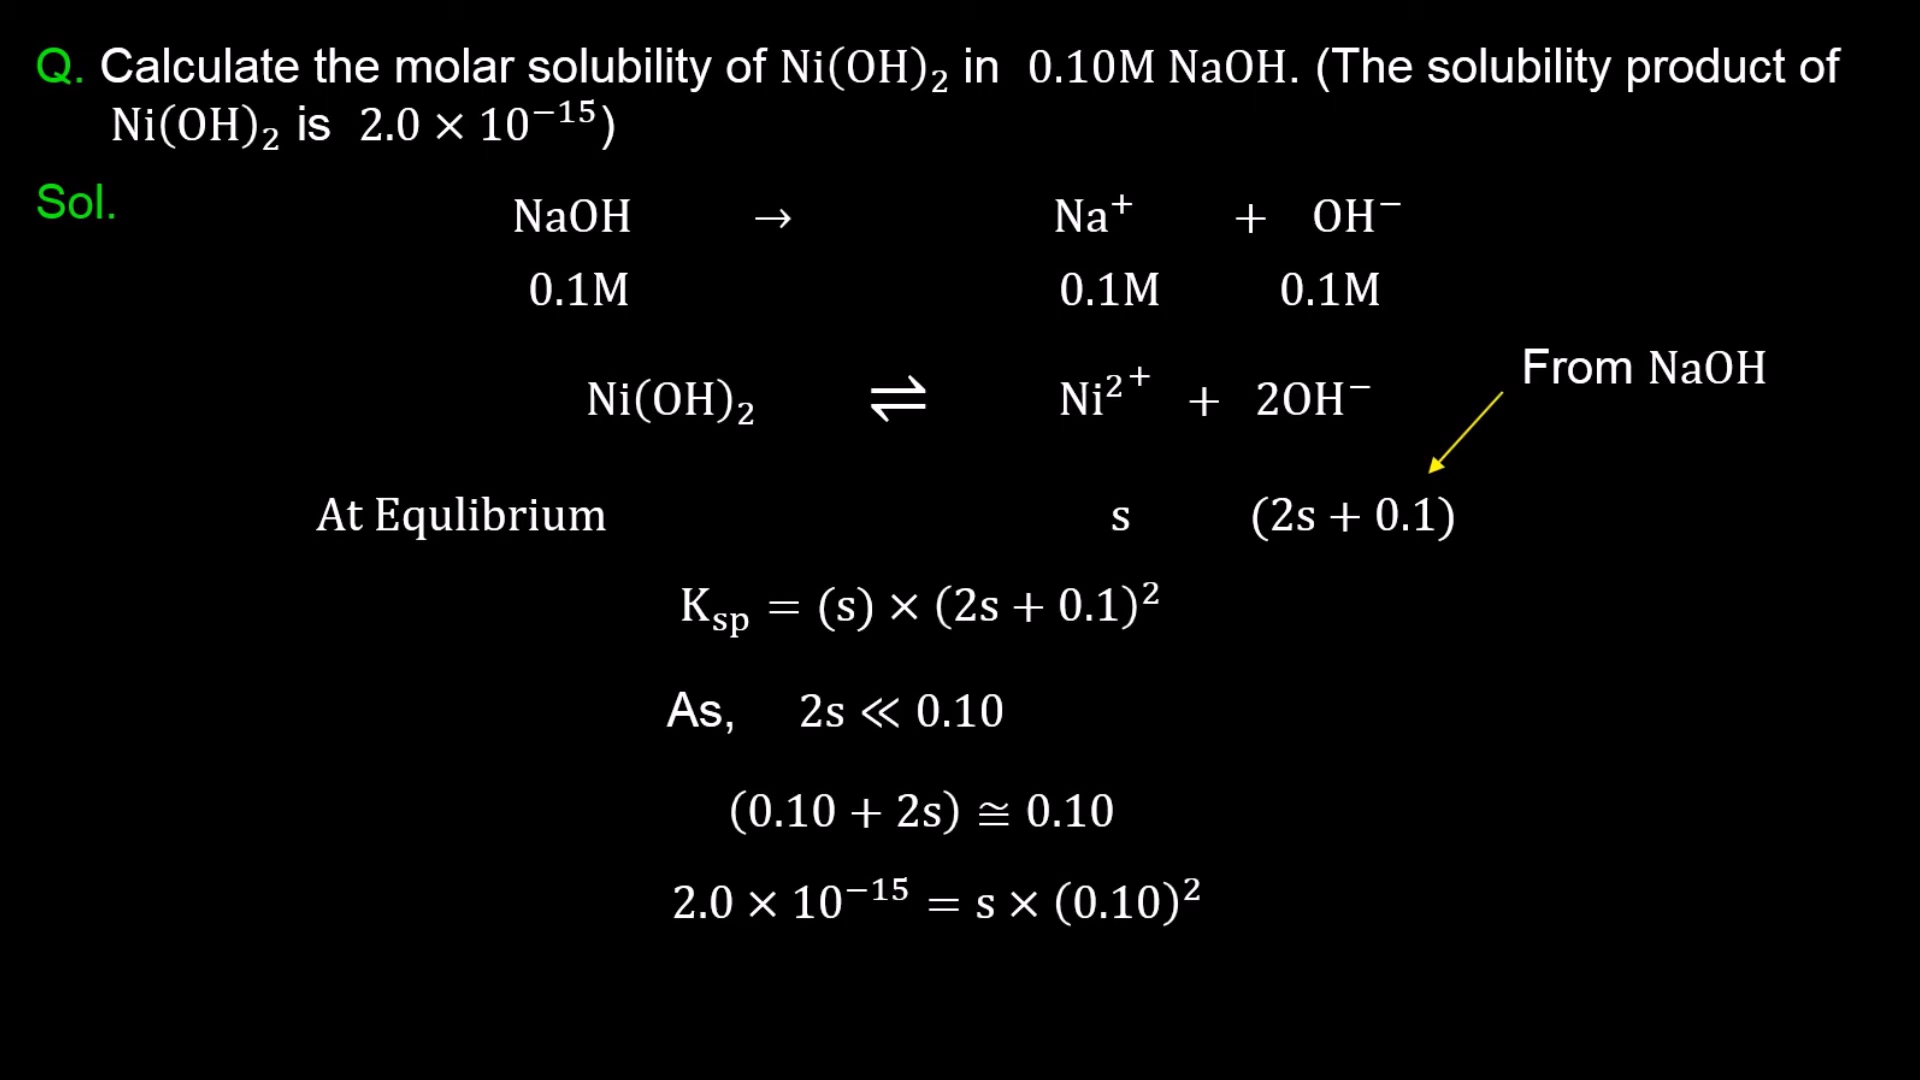 Q. Calculate the molar solubility of Ni(OH)₂ in 0.10M NaOH. (The solubility product of
Ni(OH)₂ is 2.0 × 10⁻¹⁵)
Sol.
NaOH → Na⁺ + OH⁻
0.1M 0.1M 0.1M
From NaOH
Ni(OH)₂ ⇌ Ni²⁺ + 2OH⁻
At Equlibrium s (2s + 0.1)
Kₛₚ = (s) × (2s + 0.1)²
As, 2s ≪ 0.10
(0.10 + 2s) ≅ 0.10
2.0 × 10⁻¹⁵ = s × (0.10)²